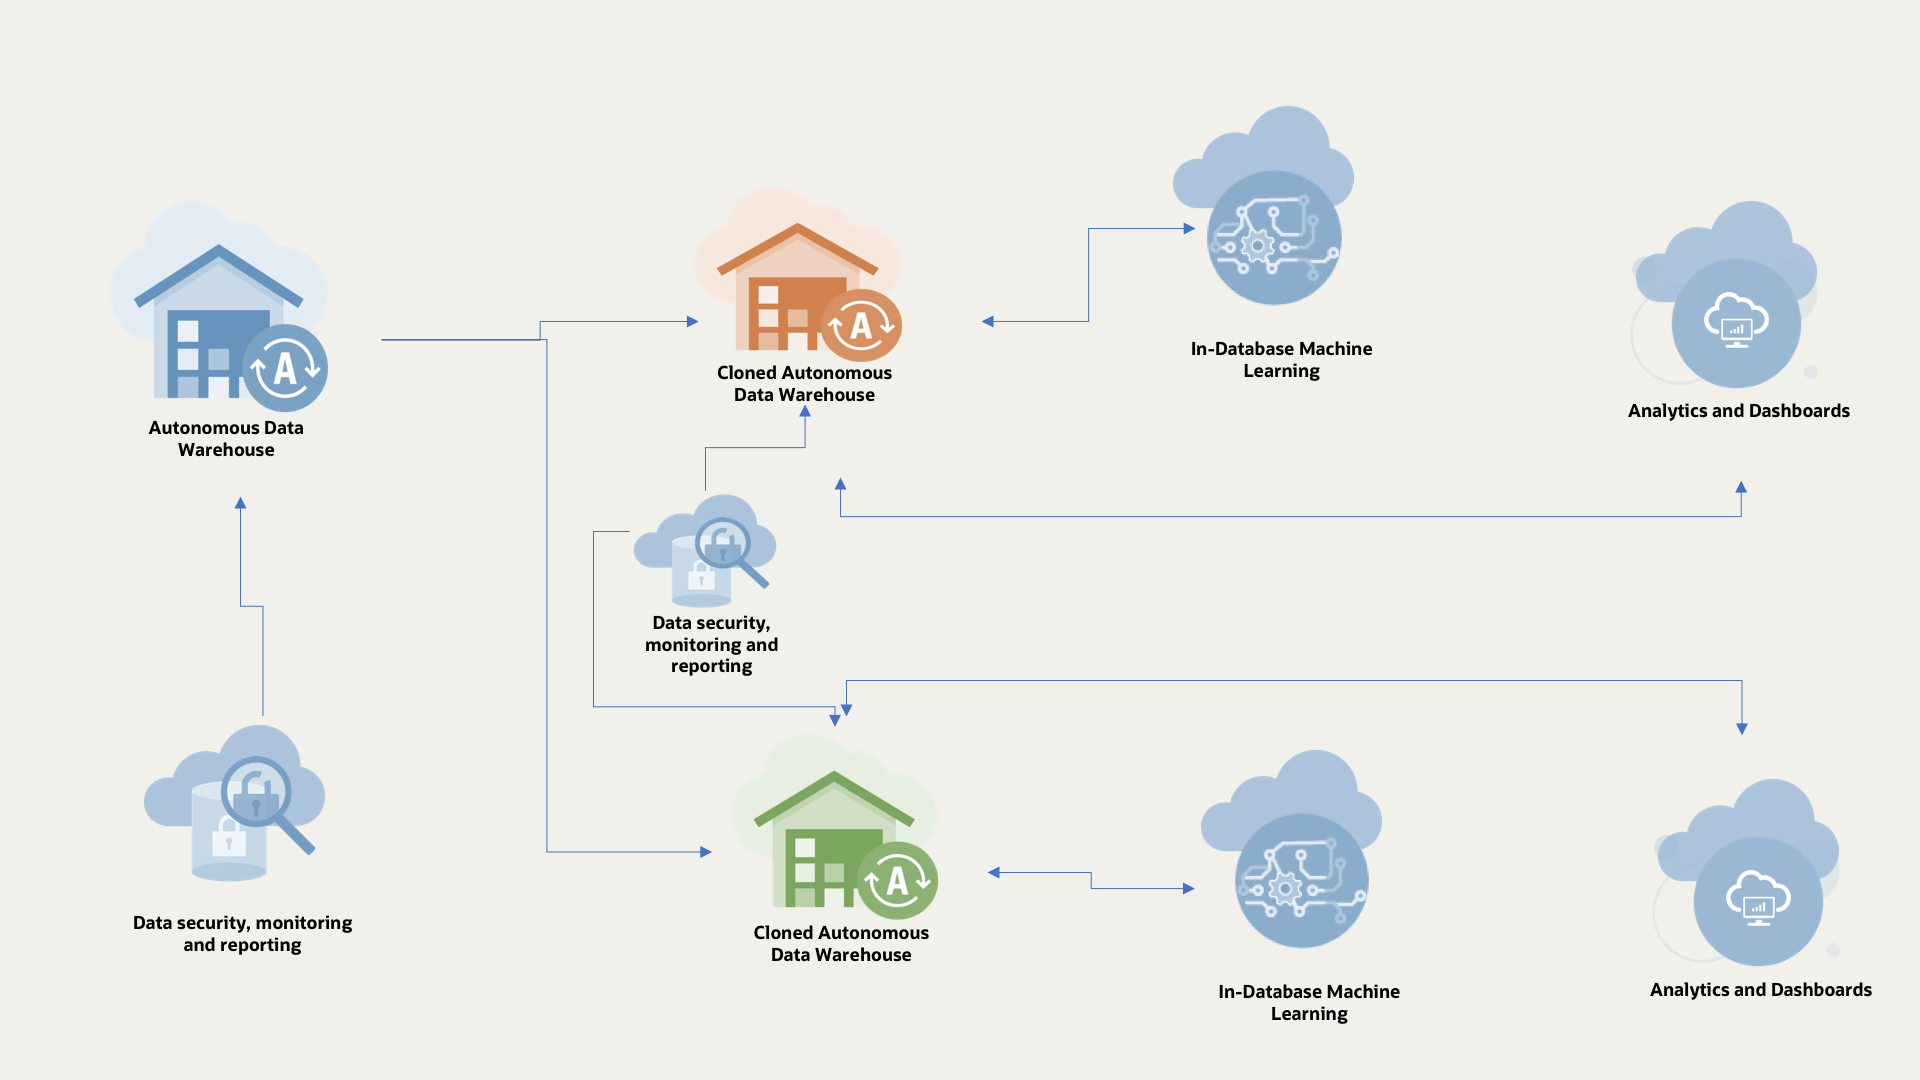 A
Autonomous Data
Warehouse
Data security, monitoring
and reporting
A
Cloned Autonomous
Data Warehouse
Data security,
monitoring and
reporting
A
Cloned Autonomous
Data Warehouse
In-Database Machine
Learning
Analytics and Dashboards
In-Database Machine
Learning
Analytics and Dashboards